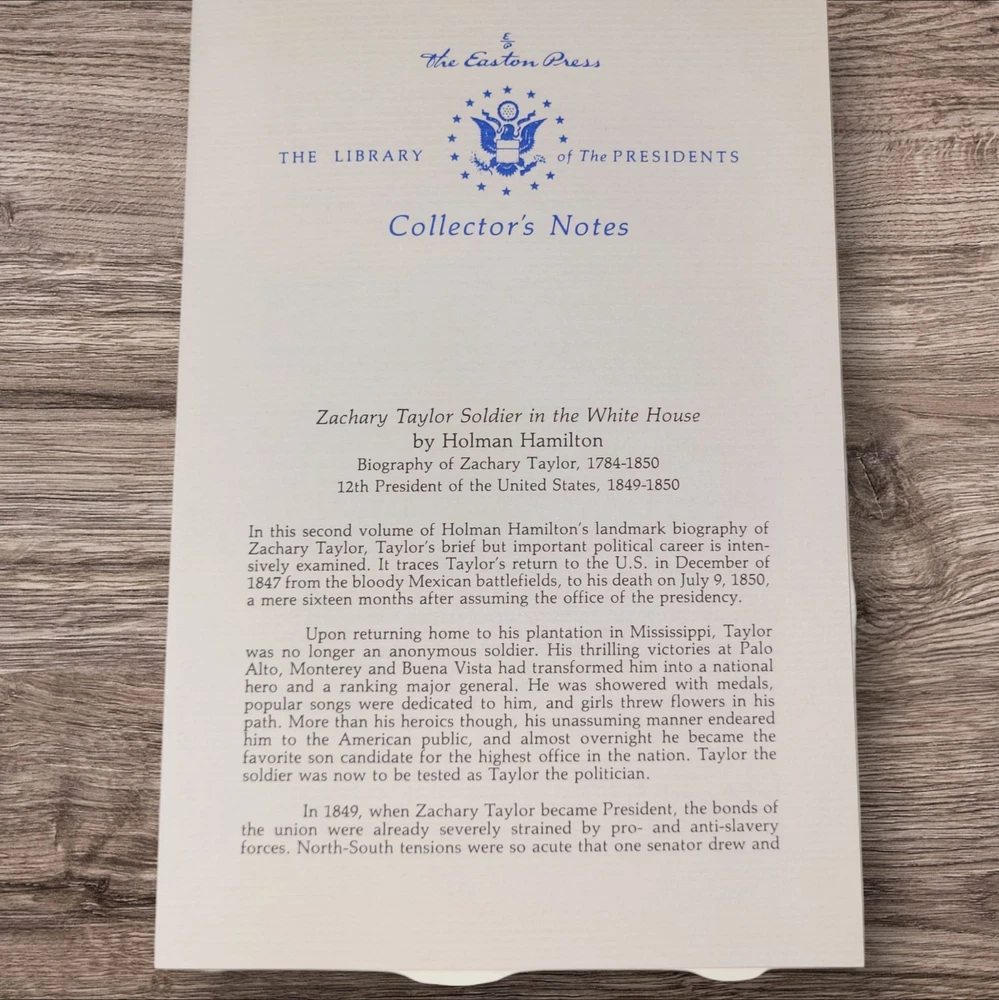 E/P
The Easton Press
THE LIBRARY of The PRESIDENTS
Collector's Notes
Zachary Taylor Soldier in the White House
by Holman Hamilton
Biography of Zachary Taylor, 1784-1850
12th President of the United States, 1849-1850
In this second volume of Holman Hamilton's landmark biography of
Zachary Taylor, Taylor's brief but important political career is inten-
sively examined. It traces Taylor's return to the U.S. in December of
1847 from the bloody Mexican battlefields, to his death on July 9, 1850,
a mere sixteen months after assuming the office of the presidency.
Upon returning home to his plantation in Mississippi, Taylor
was no longer an anonymous soldier. His thrilling victories at Palo
Alto, Monterey and Buena Vista had transformed him into a national
hero and a ranking major general. He was showered with medals,
popular songs were dedicated to him, and girls threw flowers in his
path. More than his heroics though, his unassuming manner endeared
him to the American public, and almost overnight he became the
favorite son candidate for the highest office in the nation. Taylor the
soldier was now to be tested as Taylor the politician.
In 1849, when Zachary Taylor became President, the bonds of
the union were already severely strained by pro- and anti-slavery
forces. North-South tensions were so acute that one senator drew and